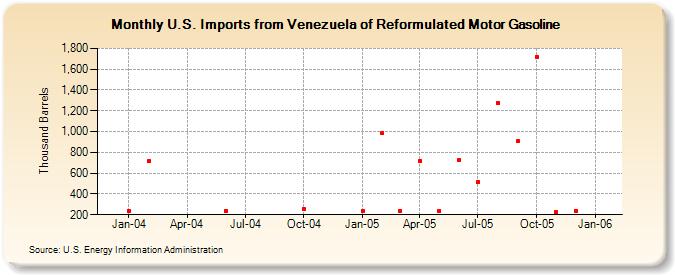 Monthly U.S. Imports from Venezuela of Reformulated Motor Gasoline
Thousand Barrels
1,800
1,600
1,400
1,200
1,000
800
600
400
200
Jan-04 Apr-04 Jul-04 Oct-04 Jan-05 Apr-05 Jul-05 Oct-05 Jan-06
Source: U.S. Energy Information Administration